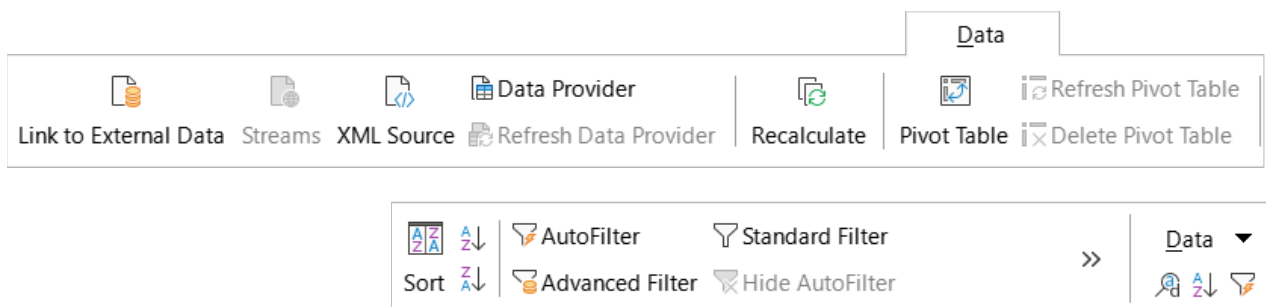 Data
Data Provider Refresh Pivot Table
Link to External Data Streams XML Source Refresh Data Provider Recalculate Pivot Table Delete Pivot Table
AutoFilter Standard Filter Data
Sort Advanced Filter Hide AutoFilter